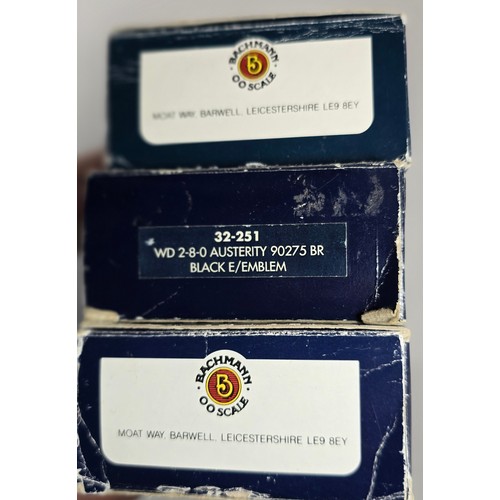 BACHMANN
OO SCALE
MOAT WAY. BARWELL. LEICESTERSHIRE LE9 8EY
32-251
WD 2-8-0 AUSTERITY 90275 BR
BLACK E/EMBLEM
BACHMANN
OO SCALE
MOAT WAY. BARWELL. LEICESTERSHIRE LE9 8EY